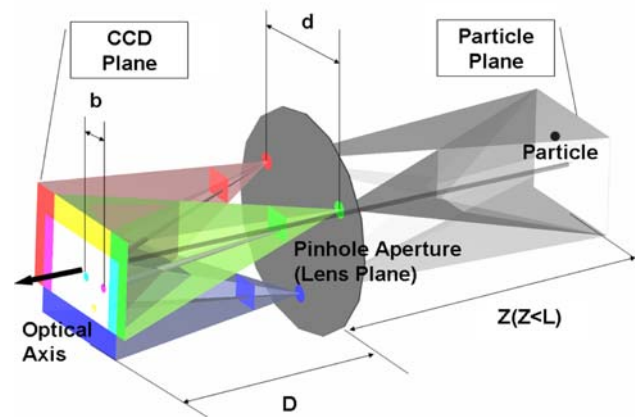 CCD
Plane
d
Particle
Plane
b
Particle
Pinhole Aperture
(Lens Plane)
Optical
Axis
Z(Z<L)
D